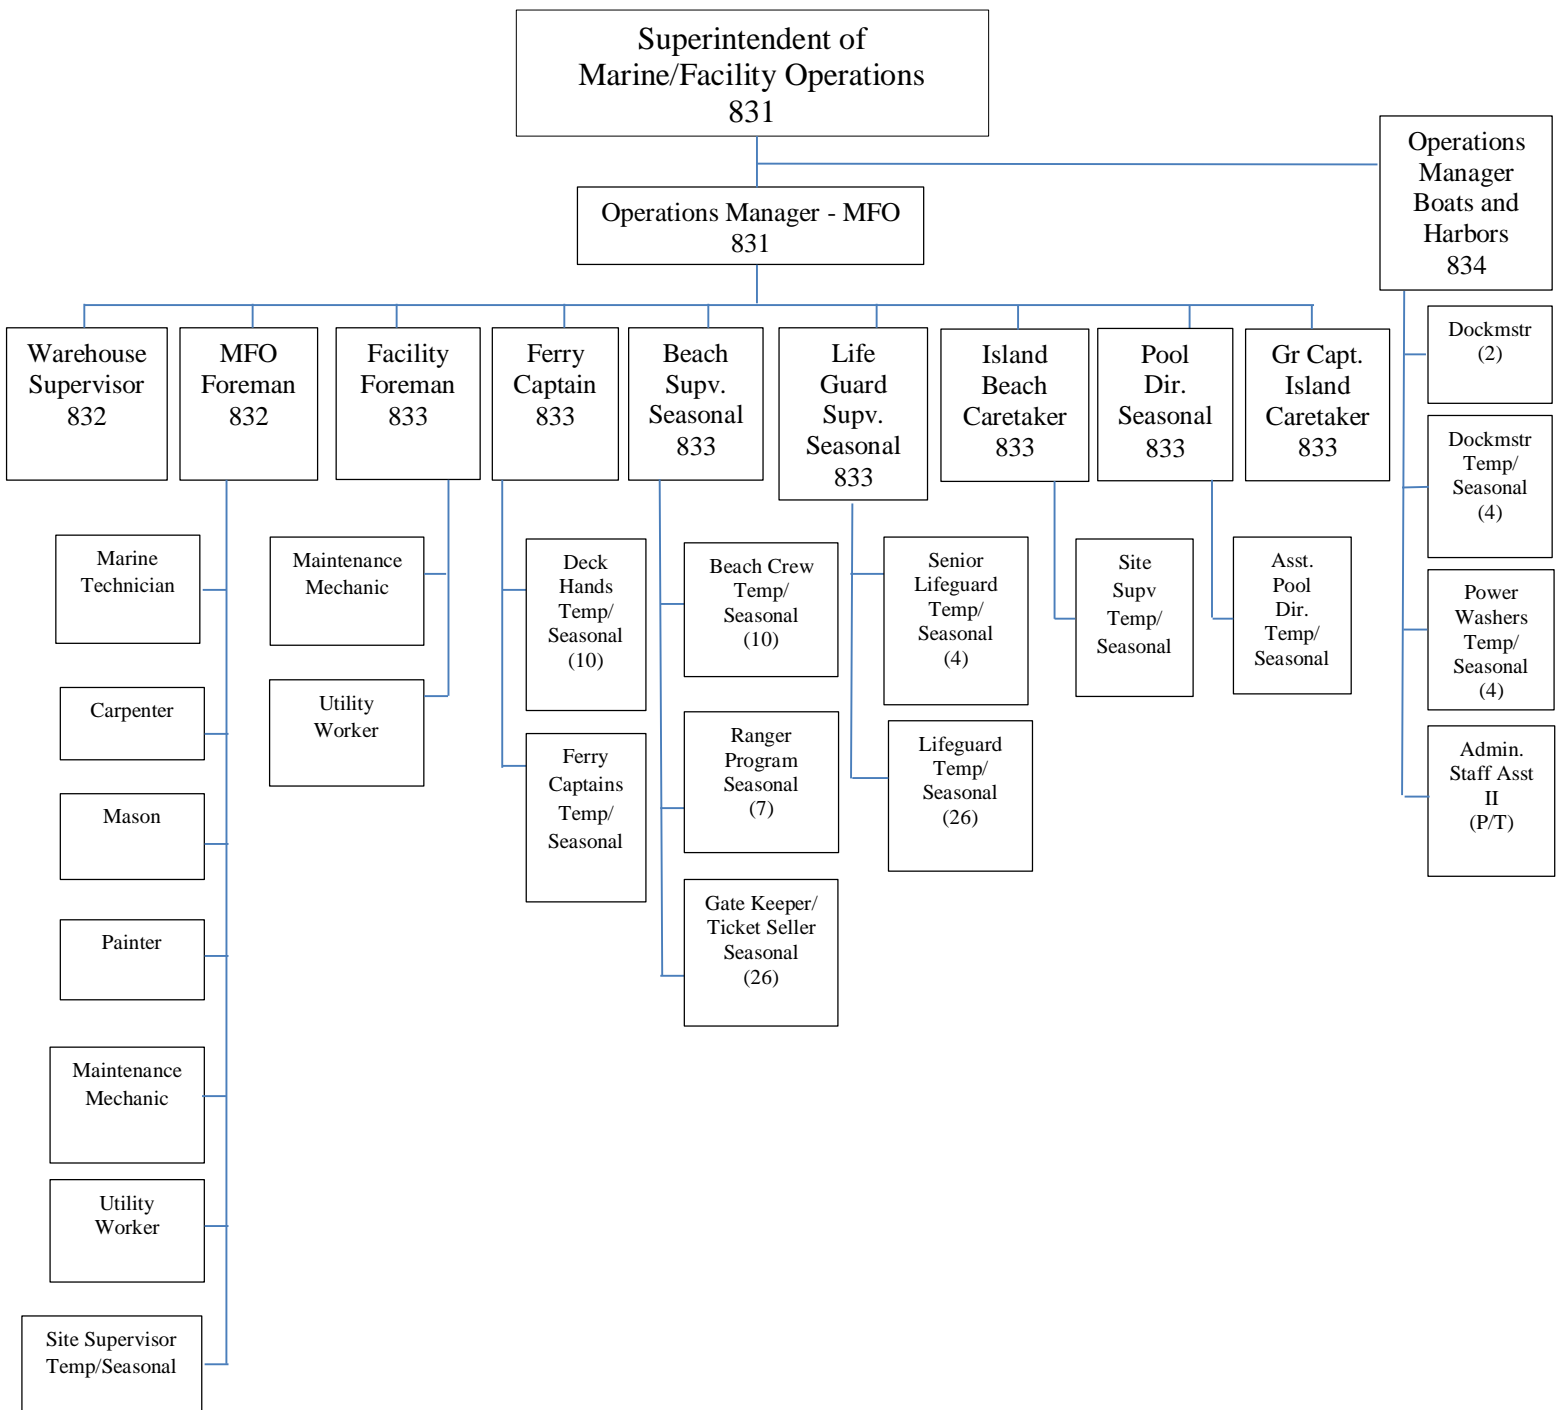 Superintendent of
Marine/Facility Operations
831
Operations
Manager
Boats and
Harbors
834
Operations Manager - MFO
831
Warehouse
Supervisor
832
MFO
Foreman
832
Facility
Foreman
833
Ferry
Captain
833
Beach
Supv.
Seasonal
833
Life
Guard
Supv.
Seasonal
833
Island
Beach
Caretaker
833
Pool
Dir.
Seasonal
833
Gr Capt.
Island
Caretaker
833
Dockmstr
(2)
Dockmstr
Temp/
Seasonal
(4)
Power
Washers
Temp/
Seasonal
(4)
Admin.
Staff Asst
II
(P/T)
Marine
Technician
Carpenter
Mason
Painter
Maintenance
Mechanic
Utility
Worker
Site Supervisor
Temp/Seasonal
Maintenance
Mechanic
Utility
Worker
Deck
Hands
Temp/
Seasonal
(10)
Ferry
Captains
Temp/
Seasonal
Beach Crew
Temp/
Seasonal
(10)
Ranger
Program
Seasonal
(7)
Gate Keeper/
Ticket Seller
Seasonal
(26)
Senior
Lifeguard
Temp/
Seasonal
(4)
Lifeguard
Temp/
Seasonal
(26)
Site
Supv
Temp/
Seasonal
Asst.
Pool
Dir.
Temp/
Seasonal